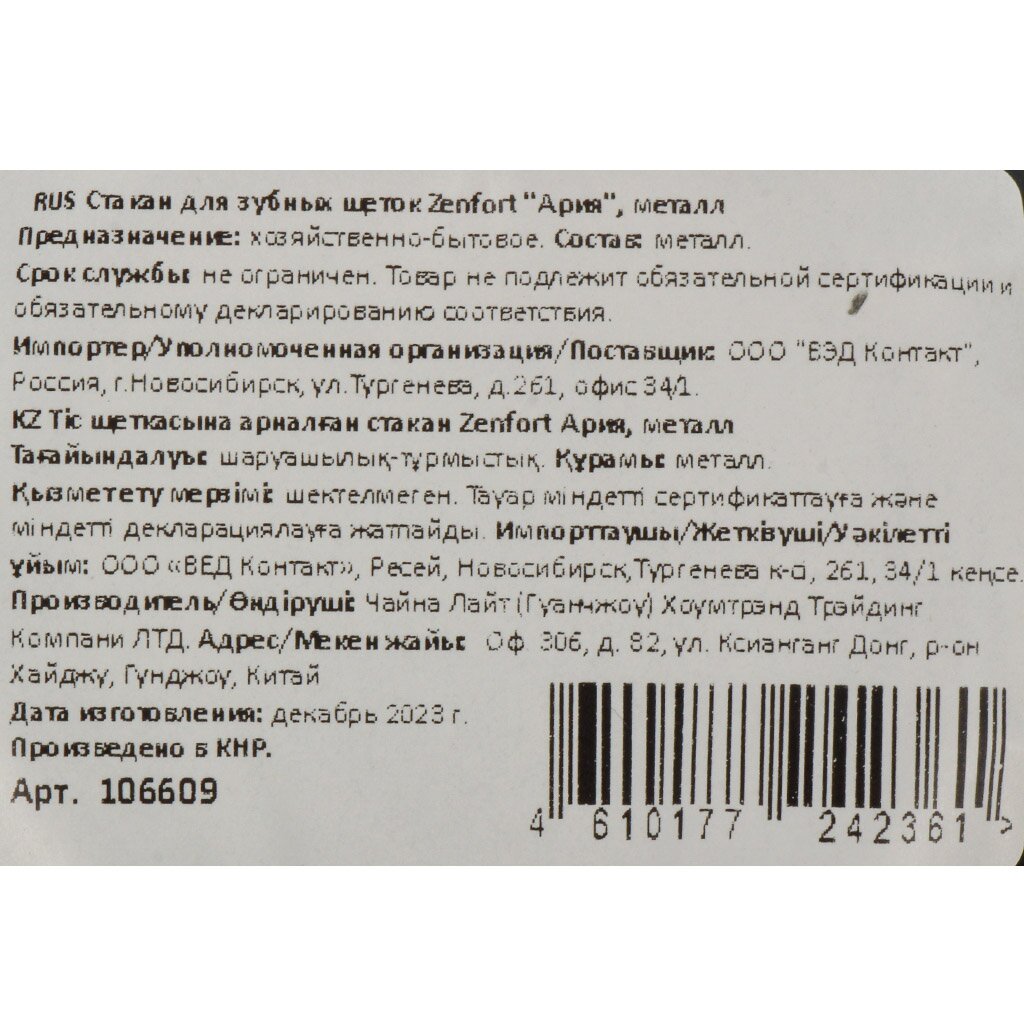 RUS Стакан для зубных щеток Zenfort "Ария", металл
Предназначение: хозяйственно-бытовое. Состав: металл.
Срок службы: не ограничен. Товар не подлежит обязательной сертификации и
обязательному декларированию соответствия.
Импортер/Уполномоченная организация/Поставщик: ООО "ВЭД Контакт",
Россия, г.Новосибирск, ул.Тургенева, д.261, офис 34/1.
KZ Тіс щеткасына арналған стакан Zenfort Ария, металл
Тағайындалуы: шаруашылық-тұрмыстық. Құрамы: металл.
Қызметету мерзімі: шектелмеген. Тауар міндетті сертификаттауға және
міндетті декларациялауға жатпайды. Импорттаушы/Жеткізуші/Уәкілетті
ұйым: ООО «ВЕД Контакт», Ресей, Новосибирск,Тургенева к-а, 261, 34/1 кеңсе.
Производитель/Өндіруші: Чайна Лайт (Гуанчжоу) Хоумтрэнд Трэйдинг
Компани ЛТД. Адрес/Мекенжайы: Оф. 306, д. 82, ул. Ксианганг Донг, р-он
Хайджу, Гунджоу, Китай
Дата изготовления: декабрь 2023 г.
Произведено в КНР.
Арт. 106609
4 610177 242361 >